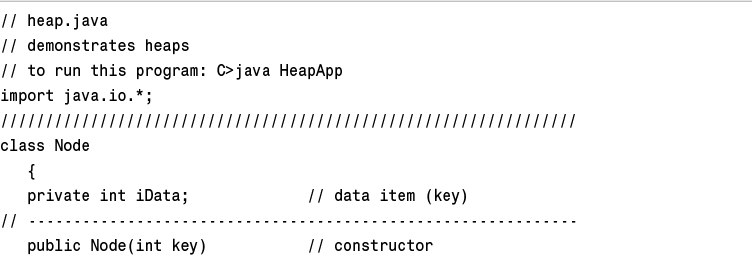 // heap.java
// demonstrates heaps
// to run this program: C>java HeapApp
import java.io.*;
////////////////////////////////////////////////////////////////
class Node
{
private int iData; // data item (key)
// -------------------------------------------------------------
public Node(int key) // constructor